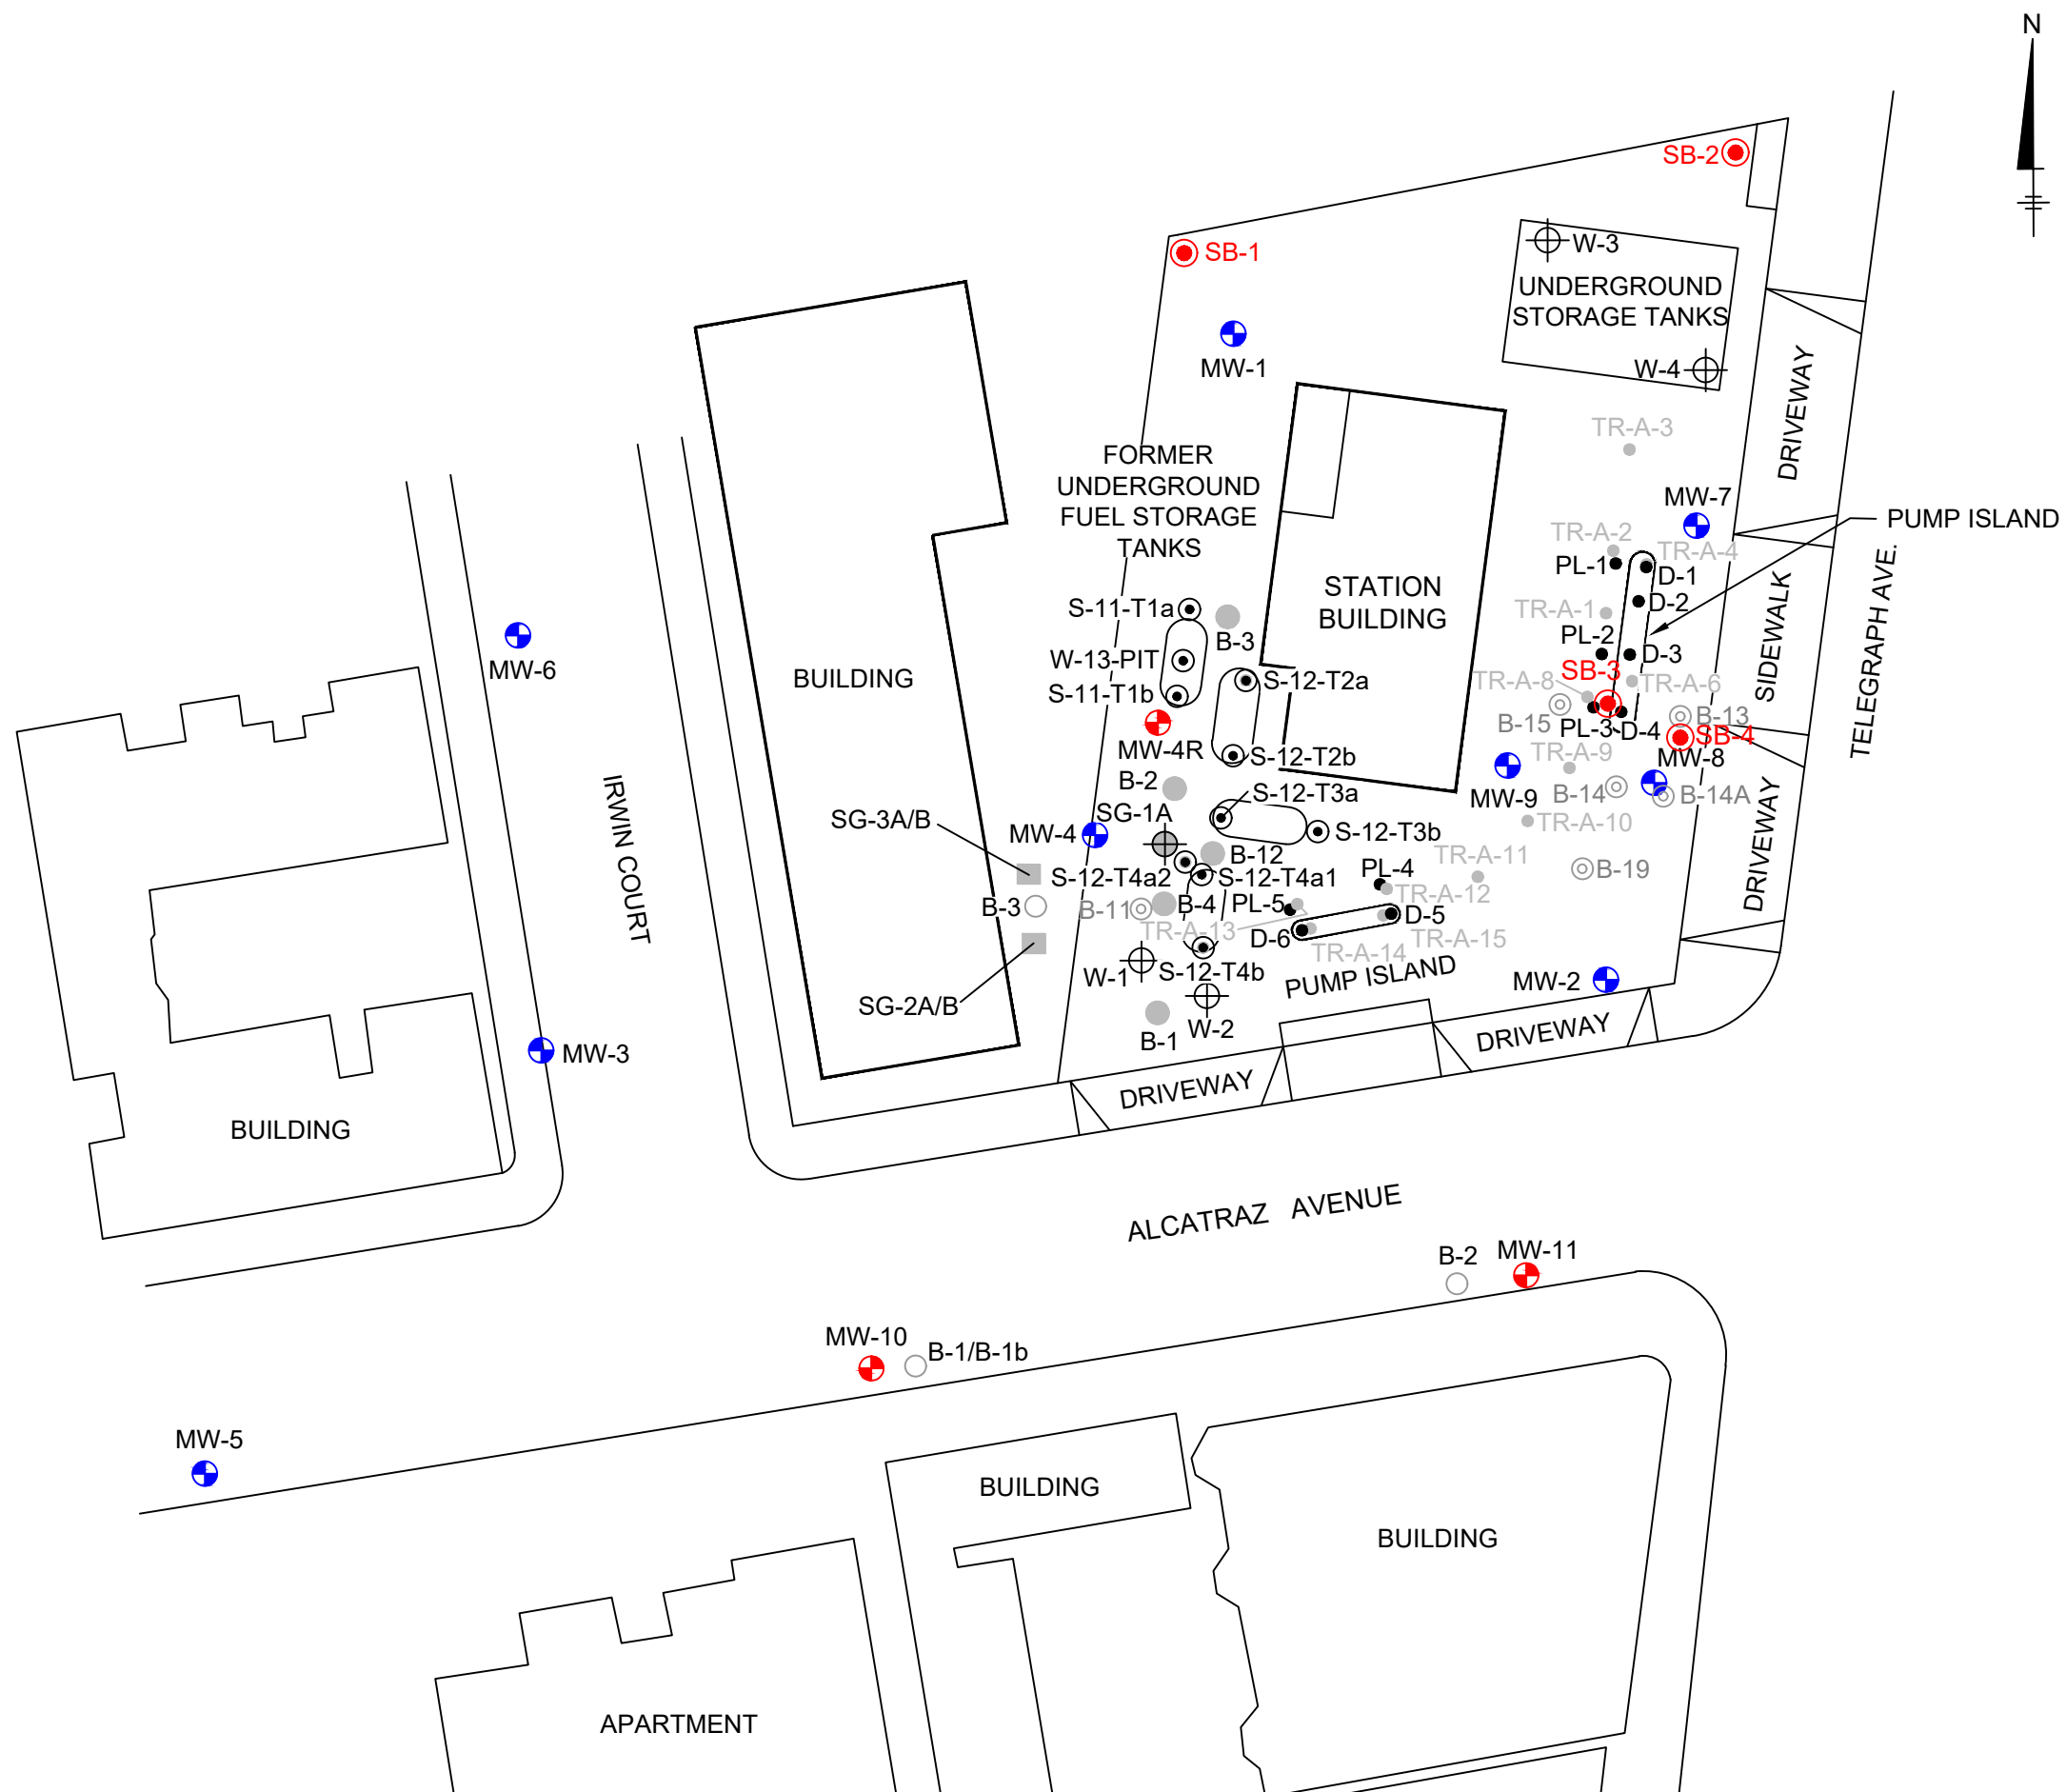 N
SB-2
SB-1
W-3
UNDERGROUND
STORAGE TANKS
W-4
MW-1
DRIVEWAY
TR-A-3
FORMER
UNDERGROUND
FUEL STORAGE
TANKS
MW-7
PUMP ISLAND
TR-A-2
TR-A-4
PL-1
D-1
STATION
BUILDING
D-2
S-11-T1a
TR-A-1
B-3
PL-2
SIDEWALK
TELEGRAPH AVE.
W-13-PIT
D-3
SB-3
MW-6
BUILDING
S-11-T1b
S-12-T2a
TR-A-8
TR-A-6
B-15
B-13
PL-3
D-4
SB-4
MW-4R
S-12-T2b
TR-A-9
MW-8
B-2
S-12-T3a
MW-9
B-14
B-14A
SG-1A
SG-3A/B
MW-4
S-12-T3b
TR-A-10
IRWIN COURT
DRIVEWAY
B-12
TR-A-11
S-12-T4a2
S-12-T4a1
PL-4
B-19
TR-A-12
B-3
B-11
B-4
PL-5
D-5
TR-A-13
D-6
TR-A-15
TR-A-14
W-1
S-12-T4b
PUMP ISLAND
MW-2
SG-2A/B
W-2
B-1
DRIVEWAY
MW-3
DRIVEWAY
BUILDING
ALCATRAZ AVENUE
B-2
MW-11
MW-10
B-1/B-1b
MW-5
BUILDING
BUILDING
APARTMENT